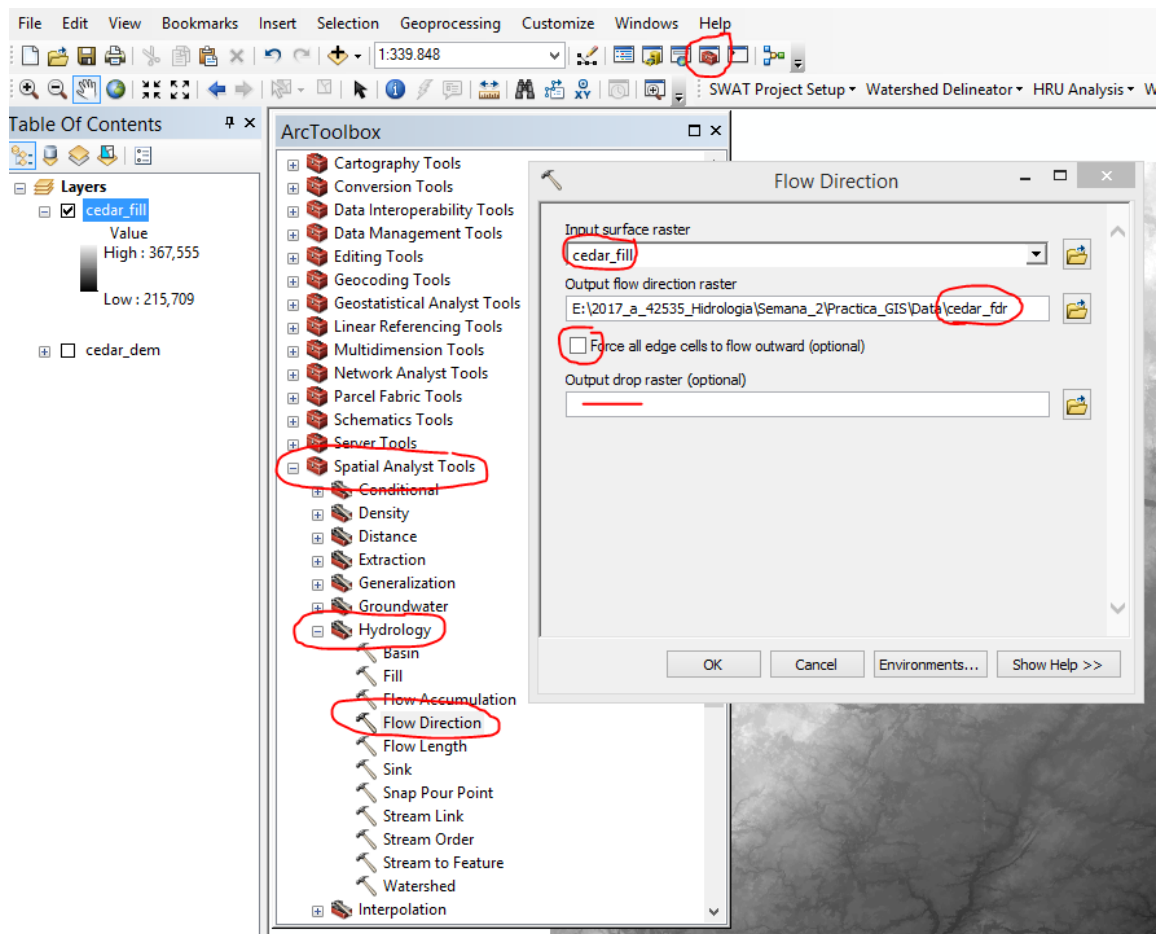 File Edit View Bookmarks Insert Selection Geoprocessing Customize Windows Help
1:339.848
SWAT Project Setup Watershed Delineator HRU Analysis W
Table Of Contents
Layers
cedar_fill
Value
High : 367,555
Low : 215,709
cedar_dem
ArcToolbox
Cartography Tools
Conversion Tools
Data Interoperability Tools
Data Management Tools
Editing Tools
Geocoding Tools
Geostatistical Analyst Tools
Linear Referencing Tools
Multidimension Tools
Network Analyst Tools
Parcel Fabric Tools
Schematics Tools
Server Tools
Spatial Analyst Tools
Conditional
Density
Distance
Extraction
Generalization
Groundwater
Hydrology
Basin
Fill
Flow Accumulation
Flow Direction
Flow Length
Sink
Snap Pour Point
Stream Link
Stream Order
Stream to Feature
Watershed
Interpolation
Flow Direction
Input surface raster
cedar_fill
Output flow direction raster
E:\2017_a_42535_Hidrologia\Semana_2\Practica_GIS\Data\cedar_fdr
Force all edge cells to flow outward (optional)
Output drop raster (optional)
OK Cancel Environments... Show Help >>